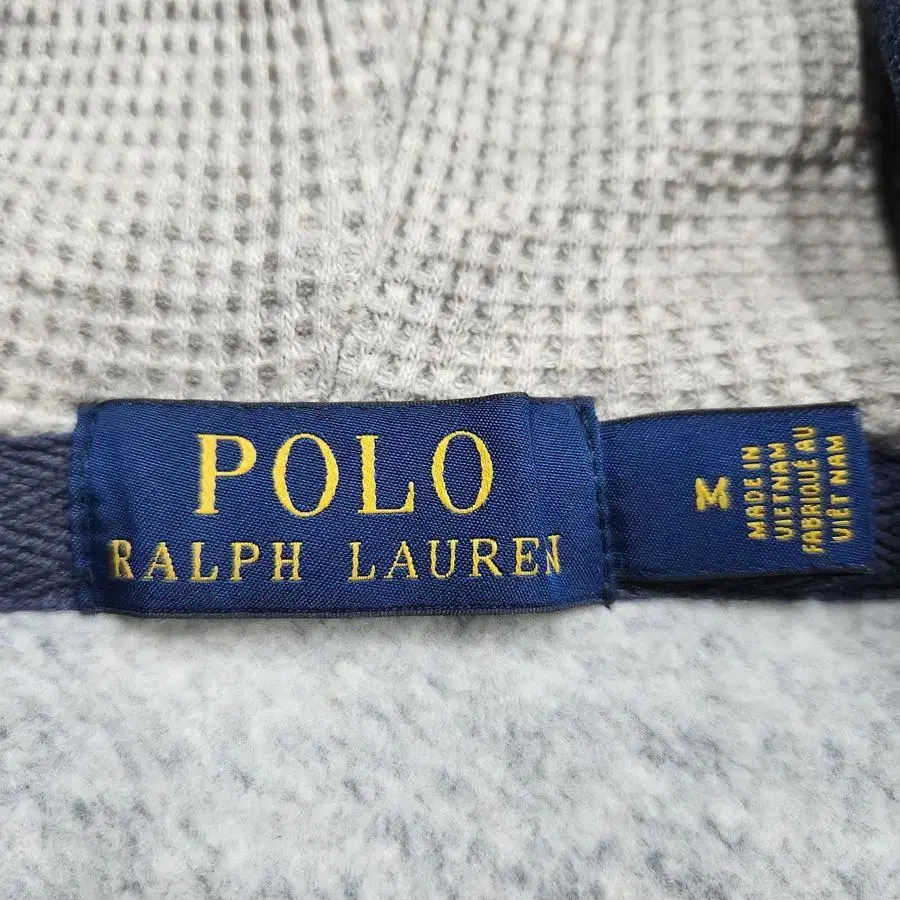 POLO
RALPH LAUREN
M
MADE IN
VIETNAM
FABRIQUÉ AU
VIÊT NAM